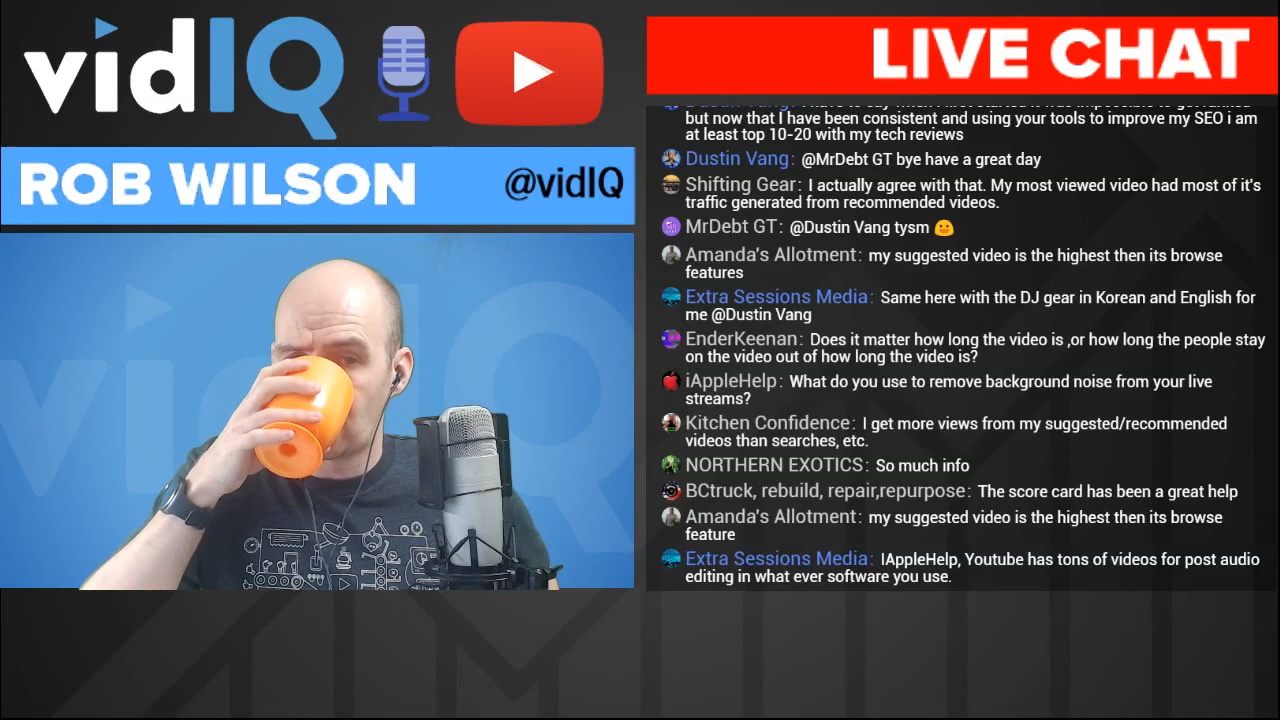 vidIQ
LIVE CHAT
ROB WILSON
@vidIQ
but now that I have been consistent and using your tools to improve my SEO i am
at least top 10-20 with my tech reviews
Dustin Vang: @MrDebt GT bye have a great day
Shifting Gear: I actually agree with that. My most viewed video had most of it's
traffic generated from recommended videos.
MrDebt GT: @Dustin Vang tysm
Amanda's Allotment: my suggested video is the highest then its browse
features
Extra Sessions Media: Same here with the DJ gear in Korean and English for
me @Dustin Vang
EnderKeenan: Does it matter how long the video is ,or how long the people stay
on the video out of how long the video is?
iAppleHelp: What do you use to remove background noise from your live
streams?
Kitchen Confidence: I get more views from my suggested/recommended
videos than searches, etc.
NORTHERN EXOTICS: So much info
BCtruck, rebuild, repair,repurpose: The score card has been a great help
Amanda's Allotment: my suggested video is the highest then its browse
feature
Extra Sessions Media: IAppleHelp, Youtube has tons of videos for post audio
editing in what ever software you use.